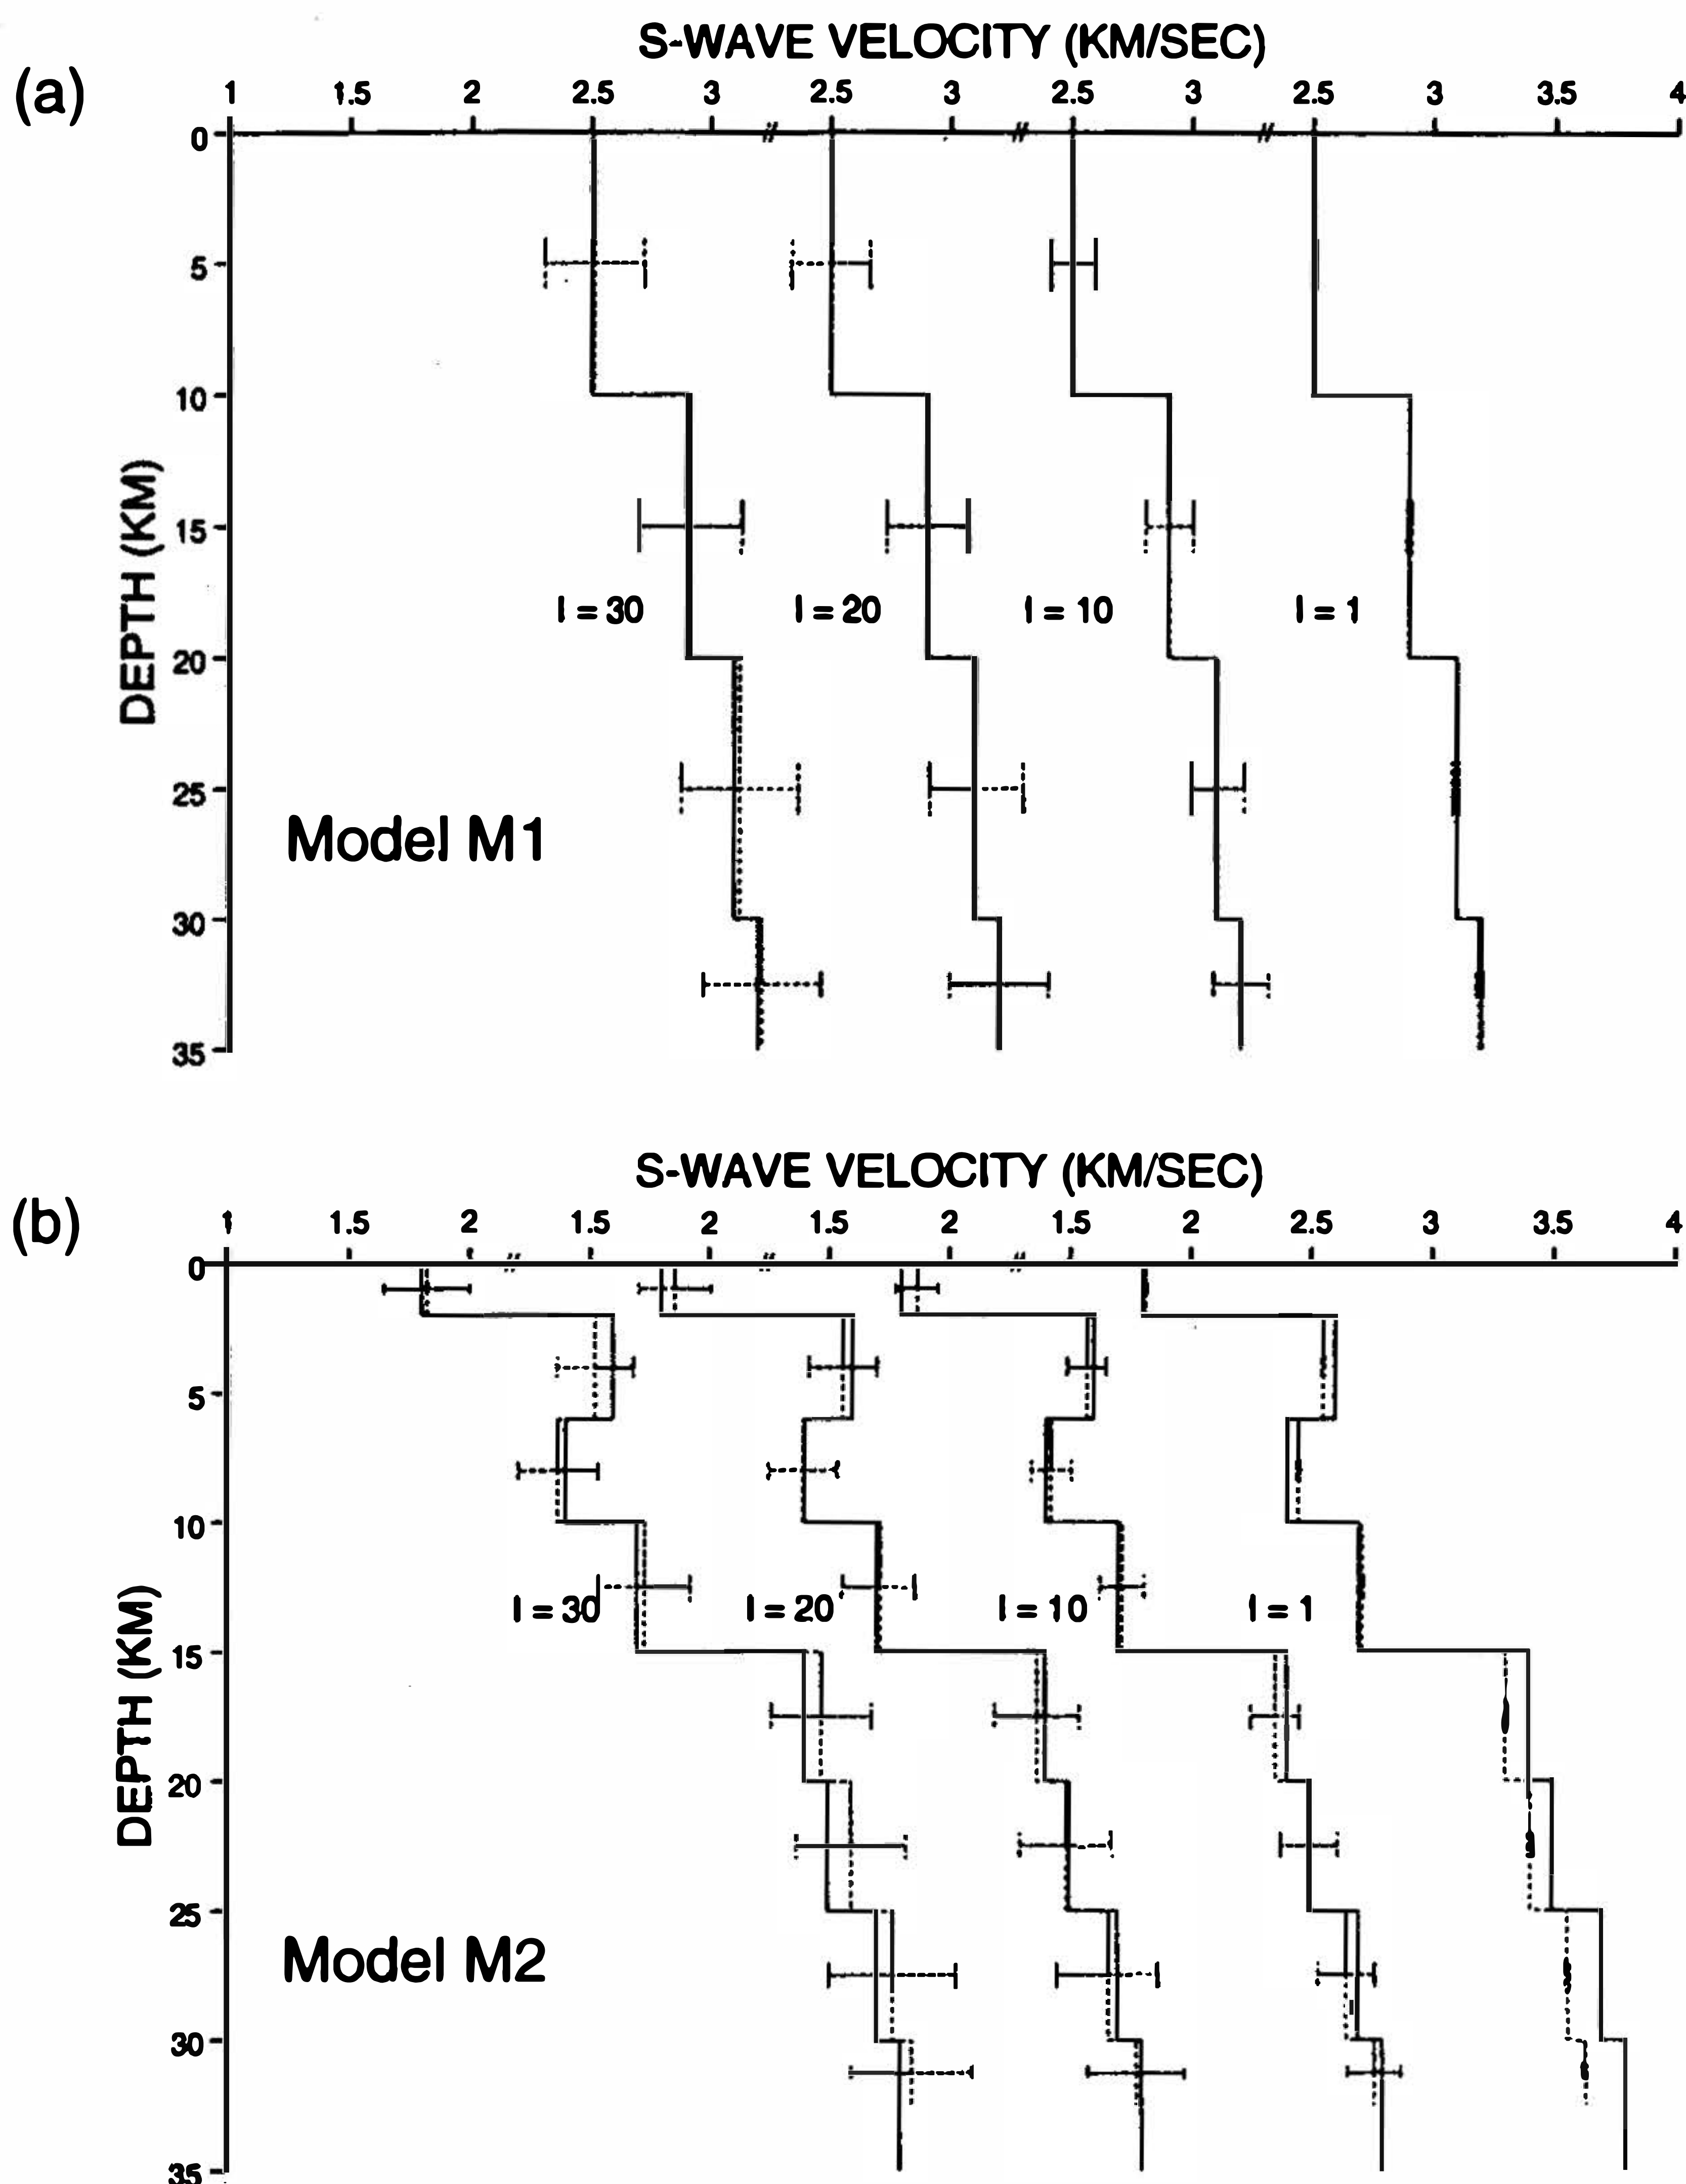 S-WAVE VELOCITY (KM/SEC)
(a)
1 1.5 2 2.5 3 2.5 3 2.5 3 2.5 3 3.5 4
0
5
10
15
I = 30 I = 20 I = 10 I = 1
20
25
Model M1
30
35
DEPTH (KM)
S-WAVE VELOCITY (KM/SEC)
(b)
1 1.5 2 1.5 2 1.5 2 1.5 2 2.5 3 3.5 4
0
5
10
I = 30 I = 20 I = 10 I = 1
15
20
25
Model M2
30
35
DEPTH (KM)